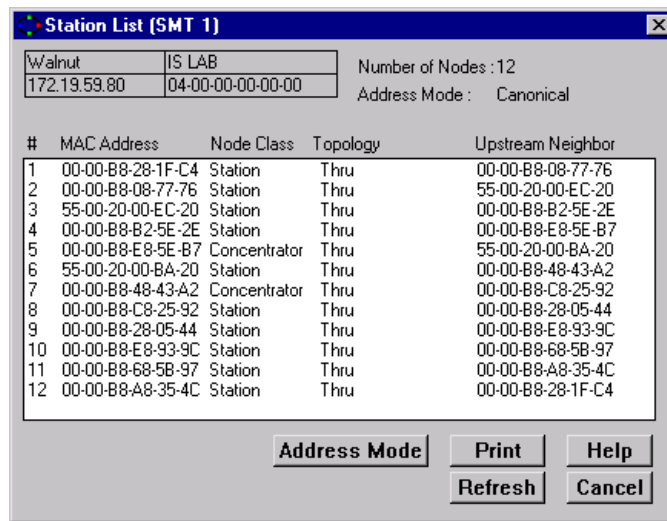 Station List (SMT 1)
Walnut IS LAB
172.19.59.80 04-00-00-00-00-00
Number of Nodes : 12
Address Mode : Canonical
# MAC Address Node Class Topology Upstream Neighbor
1 00-00-B8-28-1F-C4 Station Thru 00-00-B8-08-77-76
2 00-00-B8-08-77-76 Station Thru 55-00-20-00-EC-20
3 55-00-20-00-EC-20 Station Thru 00-00-B8-B2-5E-2E
4 00-00-B8-B2-5E-2E Station Thru 00-00-B8-E8-5E-B7
5 00-00-B8-E8-5E-B7 Concentrator Thru 55-00-20-00-BA-20
6 55-00-20-00-BA-20 Station Thru 00-00-B8-48-43-A2
7 00-00-B8-48-43-A2 Concentrator Thru 00-00-B8-C8-25-92
8 00-00-B8-C8-25-92 Station Thru 00-00-B8-28-05-44
9 00-00-B8-28-05-44 Station Thru 00-00-B8-E8-93-9C
10 00-00-B8-E8-93-9C Station Thru 00-00-B8-68-5B-97
11 00-00-B8-68-5B-97 Station Thru 00-00-B8-A8-35-4C
12 00-00-B8-A8-35-4C Station Thru 00-00-B8-28-1F-C4
Address Mode Print Help
Refresh Cancel